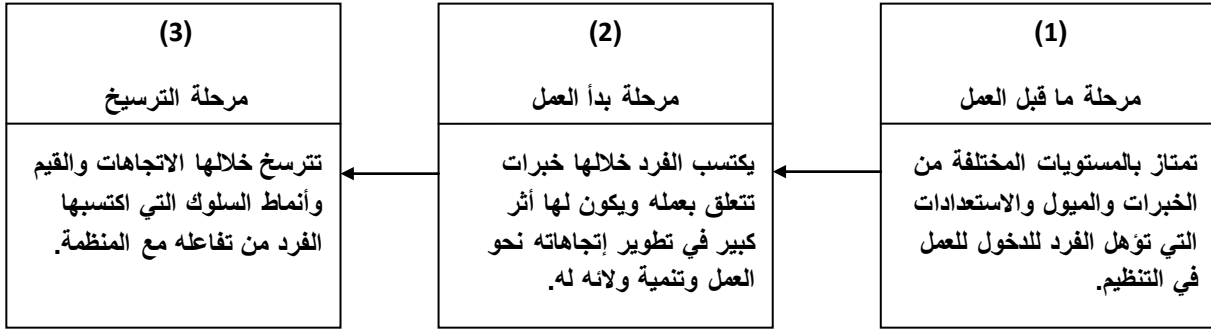 (1)
مرحلة ما قبل العمل
تمتاز بالمستويات المختلفة من
الخبرات والميول والاستعدادات
التي تؤهل الفرد للدخول للعمل
في التنظيم.
(2)
مرحلة بدأ العمل
يكتسب الفرد خلالها خبرات
تتعلق بعمله ويكون لها أثر
كبير في تطوير إتجاهاته نحو
العمل وتنمية ولائه له.
(3)
مرحلة الترسيخ
تترسخ خلالها الاتجاهات والقيم
وأنماط السلوك التي اكتسبها
الفرد من تفاعله مع المنظمة.